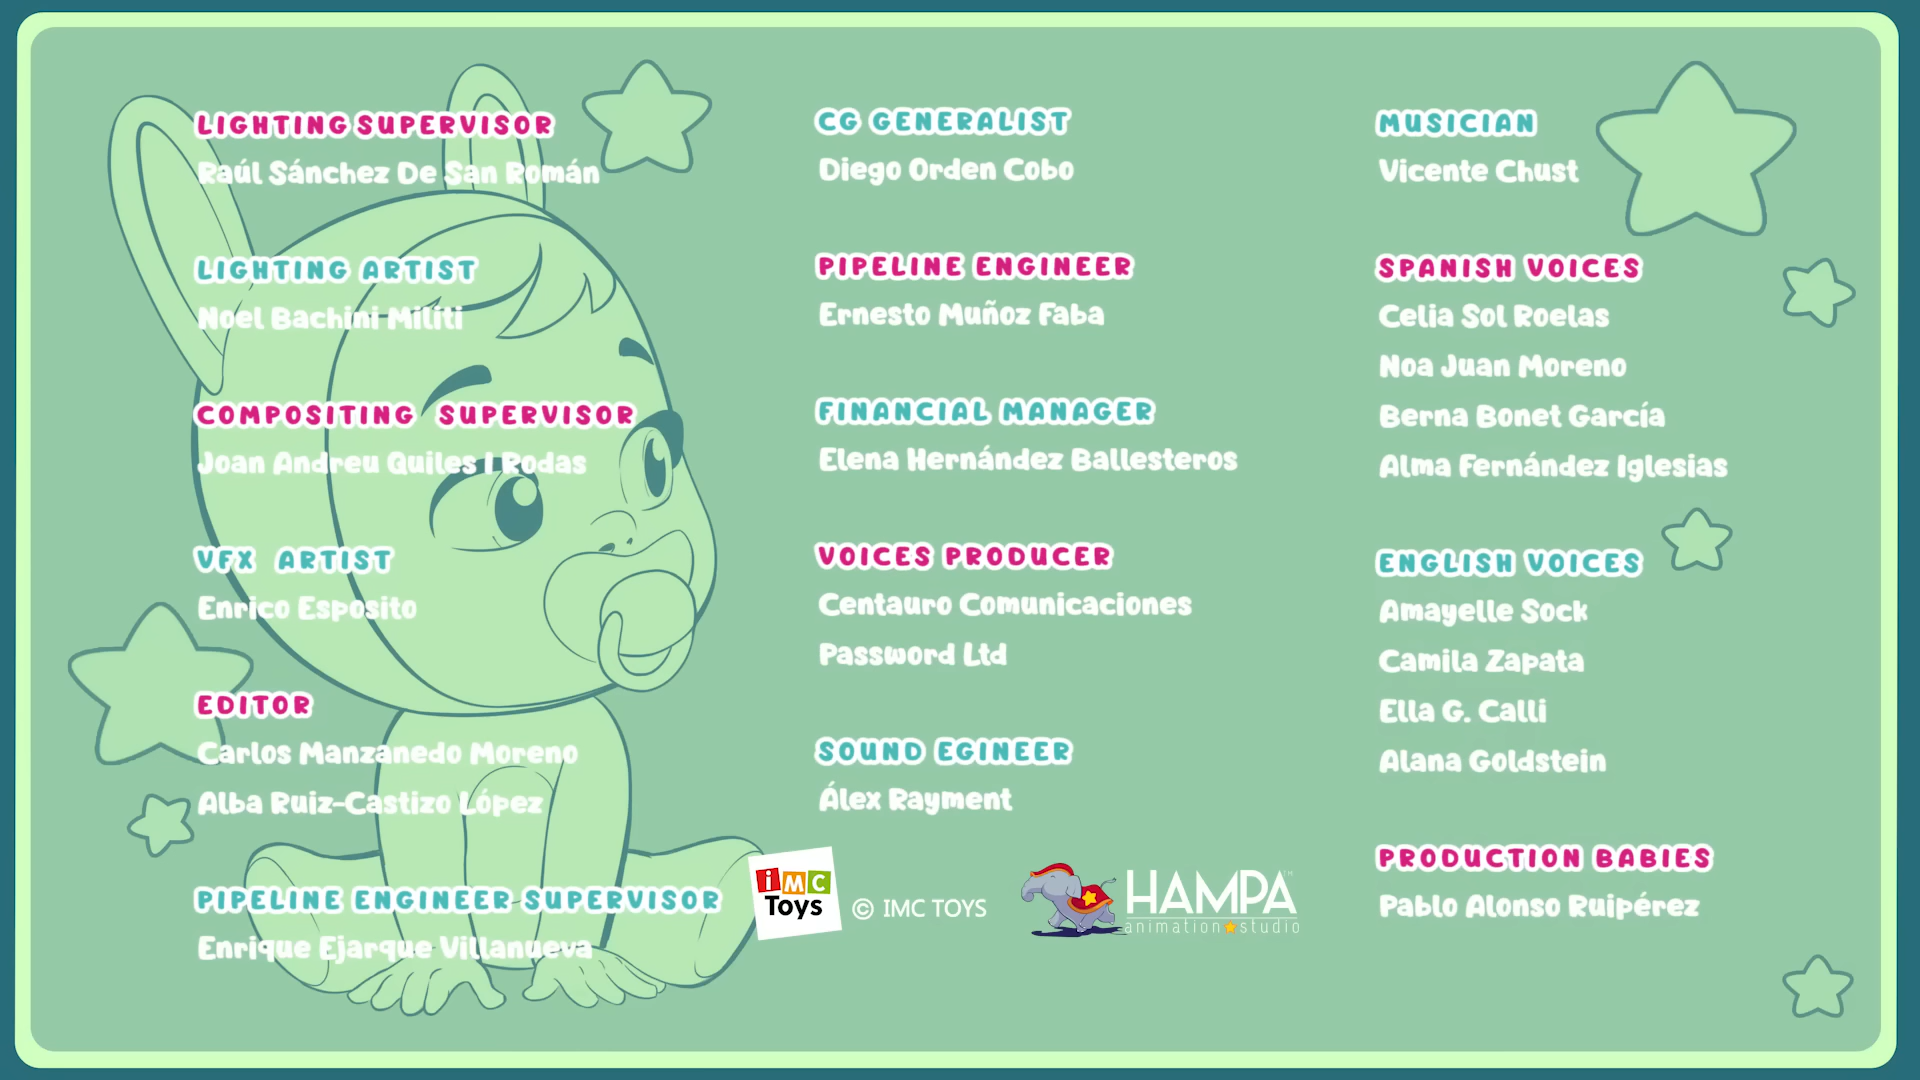 LIGHTING SUPERVISOR
Raúl Sánchez De San Román
LIGHTING ARTIST
Noel Bachini Militi
COMPOSITING SUPERVISOR
Joan Andreu Quiles I Rodas
VFX ARTIST
Enrico Esposito
EDITOR
Carlos Manzanedo Moreno
Alba Ruiz-Castizo López
PIPELINE ENGINEER SUPERVISOR
Enrique Ejarque Villanueva
CG GENERALIST
Diego Orden Cobo
PIPELINE ENGINEER
Ernesto Muñoz Faba
FINANCIAL MANAGER
Elena Hernández Ballesteros
VOICES PRODUCER
Centauro Comunicaciones
Password Ltd
SOUND EGINEER
Álex Rayment
iMC
Toys
© IMC TOYS
HAMPA™
animation studio
MUSICIAN
Vicente Chust
SPANISH VOICES
Celia Sol Roelas
Noa Juan Moreno
Berna Bonet García
Alma Fernández Iglesias
ENGLISH VOICES
Amayelle Sock
Camila Zapata
Ella G. Calli
Alana Goldstein
PRODUCTION BABIES
Pablo Alonso Ruipérez